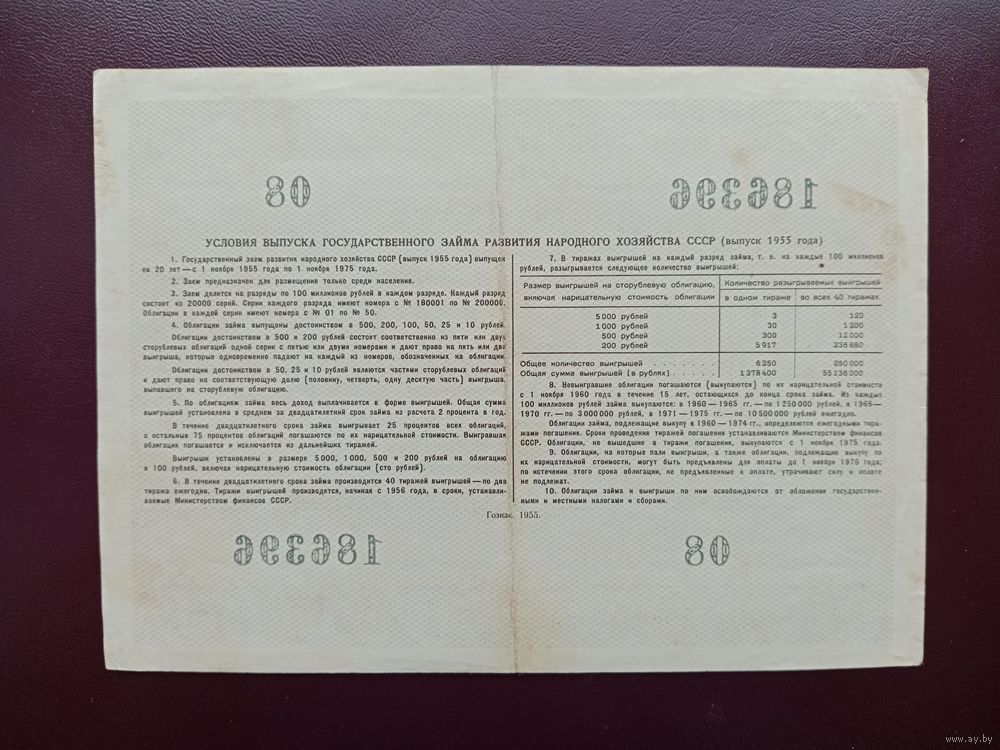 80 186396
УСЛОВИЯ ВЫПУСКА ГОСУДАРСТВЕННОГО ЗАЙМА РАЗВИТИЯ НАРОДНОГО ХОЗЯЙСТВА СССР (выпуск 1955 года)
1. Государственный заем развития народного хозяйства СССР (выпуск 1955 года) выпущен
на 20 лет — с 1 ноября 1955 года по 1 ноября 1975 года.
2. Заем предназначен для размещения только среди населения.
3. Заем делится на разряды по 100 миллионов рублей в каждом разряде. Каждый разряд
состоит из 20000 серий. Серии каждого разряда имеют номера с № 180001 по № 200000.
Облигации в каждой серии имеют номера с № 01 по № 50.
4. Облигации займа выпущены достоинством в 500, 200, 100, 50, 25 и 10 рублей.
Облигации достоинством в 500 и 200 рублей состоят соответственно из пяти или двух
сторублевых облигаций одной серии с пятью или двумя номерами и дают право на пять или два
выигрыша, которые одновременно падают на каждый из номеров, обозначенных на облигации.
Облигации достоинством в 50, 25 и 10 рублей являются частями сторублевых облигаций
и дают право на соответствующую долю (половину, четверть, одну десятую часть) выигрыша,
выпавшего на сторублевую облигацию.
5. По облигациям займа весь доход выплачивается в форме выигрышей. Общая сумма
выигрышей установлена в среднем за двадцатилетний срок займа из расчета 2 процента в год.
В течение двадцатилетнего срока займа выигрывает 25 процентов всех облигаций,
а остальные 75 процентов облигаций погашаются по их нарицательной стоимости. Выигравшая
облигация погашается и исключается из дальнейших тиражей.
Выигрыши установлены в размере 5000, 1000, 500 и 200 рублей на облигацию
в 100 рублей, включая нарицательную стоимость облигации (сто рублей).
6. В течение двадцатилетнего срока займа производится 40 тиражей выигрышей — по два
тиража ежегодно. Тиражи выигрышей производятся, начиная с 1956 года, в сроки, устанавли-
ваемые Министерством финансов СССР.
7. В тиражах выигрышей на каждый разряд займа, т. е. на каждые 100 миллионов
рублей, разыгрывается следующее количество выигрышей:
Размер выигрышей на сторублевую облигацию, Количество разыгрываемых выигрышей
включая нарицательную стоимость облигации в одном тираже во всех 40 тиражах
5000 рублей 3 120
1000 рублей 30 1200
500 рублей 300 12000
200 рублей 5917 236680
Общее количество выигрышей . . . . . . 6250 250000
Общая сумма выигрышей (в рублях) . . . . . 1378400 55136000
8. Невыигравшие облигации погашаются (выкупаются) по их нарицательной стоимости
с 1 ноября 1960 года в течение 15 лет, остающихся до конца срока займа. Из каждых
100 миллионов рублей займа выкупаются: в 1960 — 1965 гг. — по 1250000 рублей, в 1966 —
1970 гг. — по 3000000 рублей, в 1971 — 1975 гг. — по 10500000 рублей ежегодно.
Облигации займа, подлежащие выкупу в 1960 — 1974 гг., определяются ежегодными тира-
жами погашения. Сроки проведения тиражей погашения устанавливаются Министерством финансов
СССР. Облигации, не вышедшие в тиражи погашения, выкупаются с 1 ноября 1975 года.
9. Облигации, на которые пали выигрыши, а также облигации, подлежащие выкупу по
их нарицательной стоимости, могут быть предъявлены для оплаты до 1 ноября 1976 года;
по истечении этого срока облигации, не предъявленные к оплате, утрачивают силу и оплате
не подлежат.
10. Облигации займа и выигрыши по ним освобождаются от обложения государствен-
ными и местными налогами и сборами.
Гознак. 1955.
186396 80
www.ay.by